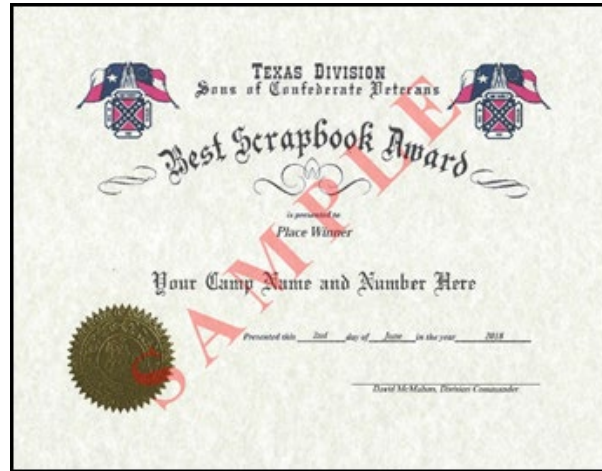 TEXAS DIVISION
Sons of Confederate Veterans
Best Scrapbook Award
is presented to
Place Winner
Your Camp Name and Number Here
Presented this 2nd day of June in the year 2018
David McMahon, Division Commander
SAMPLE